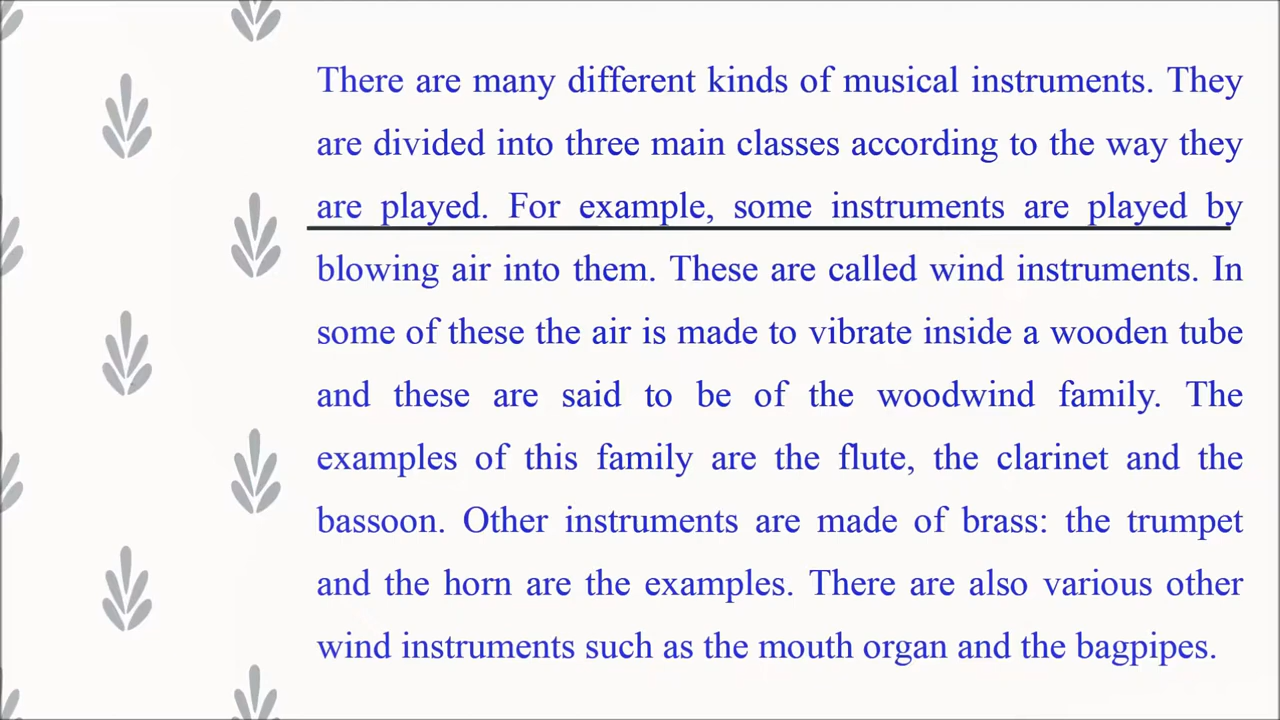 There are many different kinds of musical instruments. They
are divided into three main classes according to the way they
are played. For example, some instruments are played by
blowing air into them. These are called wind instruments. In
some of these the air is made to vibrate inside a wooden tube
and these are said to be of the woodwind family. The
examples of this family are the flute, the clarinet and the
bassoon. Other instruments are made of brass: the trumpet
and the horn are the examples. There are also various other
wind instruments such as the mouth organ and the bagpipes.